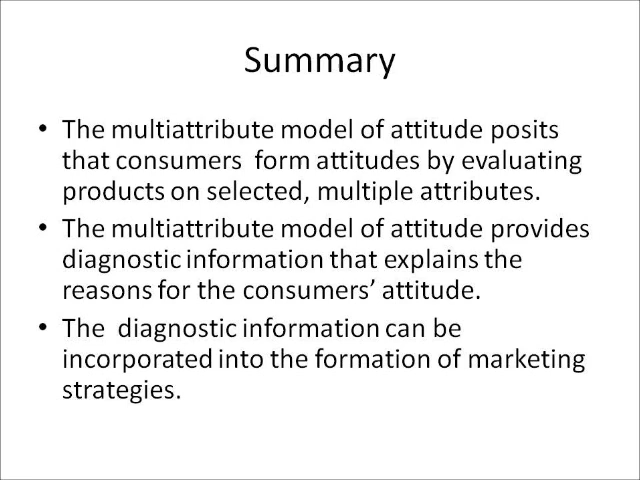 Summary
• The multiattribute model of attitude posits
that consumers  form attitudes by evaluating
products on selected, multiple attributes.
• The multiattribute model of attitude provides
diagnostic information that explains the
reasons for the consumers’ attitude.
• The  diagnostic information can be
incorporated into the formation of marketing
strategies.